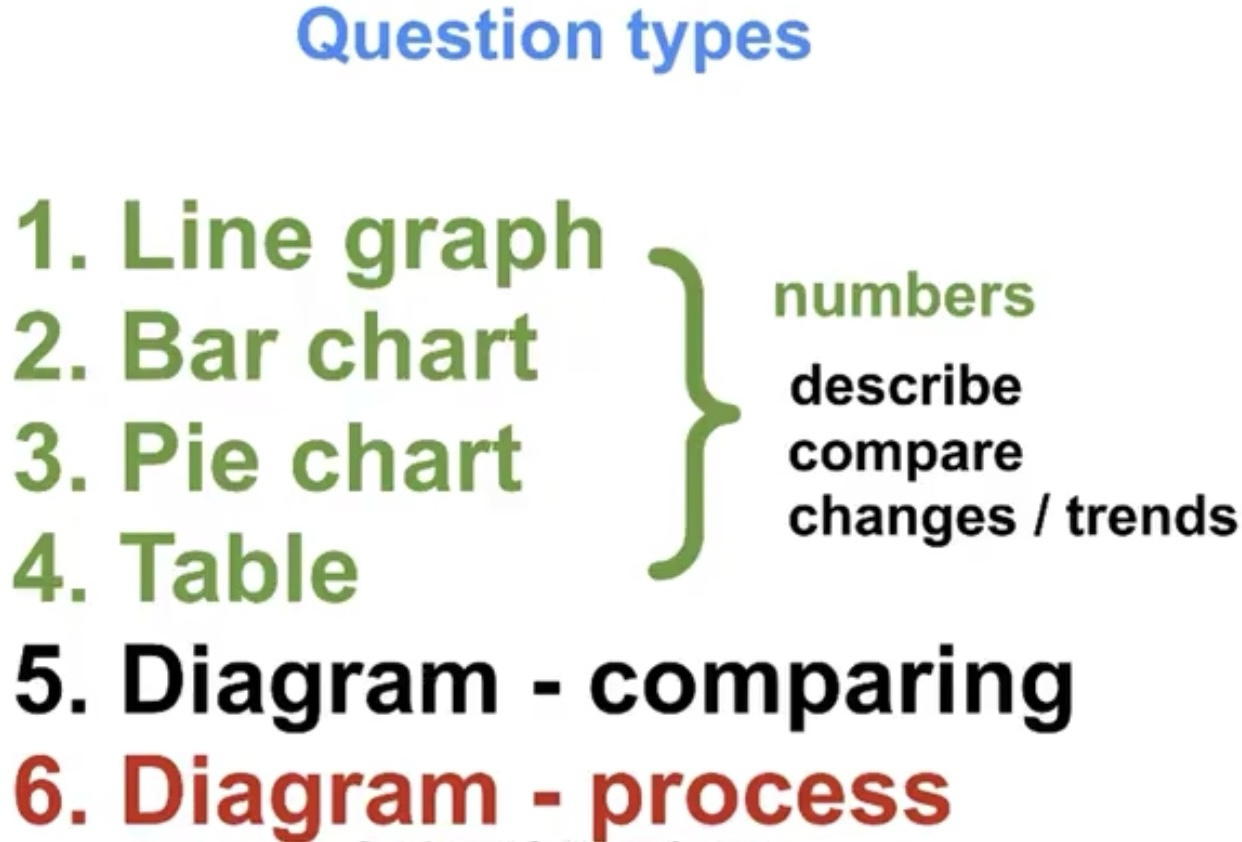 Question types
1. Line graph
2. Bar chart
3. Pie chart
4. Table
numbers
describe
compare
changes / trends
5. Diagram - comparing
6. Diagram - process